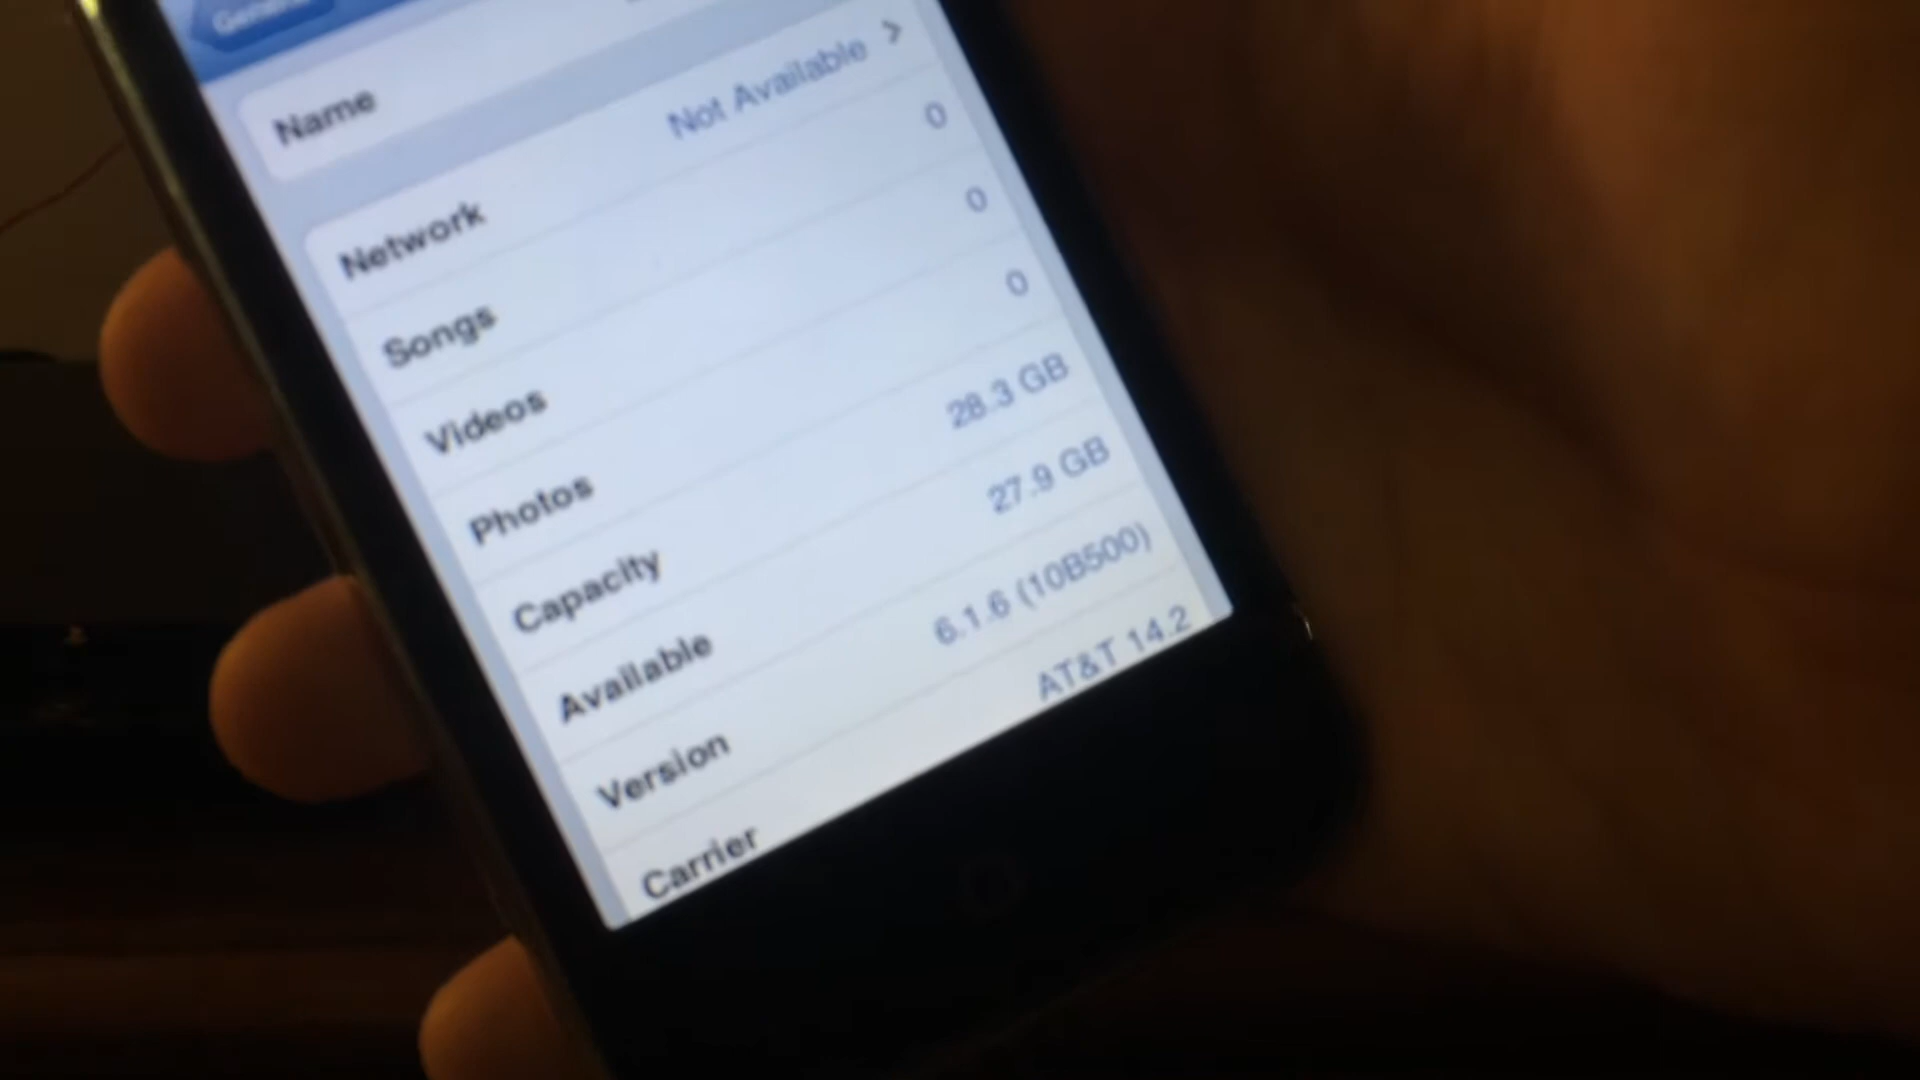 General
Name
Network Not Available
Songs 0
Videos 0
Photos 0
Capacity 28.3 GB
Available 27.9 GB
Version 6.1.6 (10B500)
Carrier AT&T 14.2